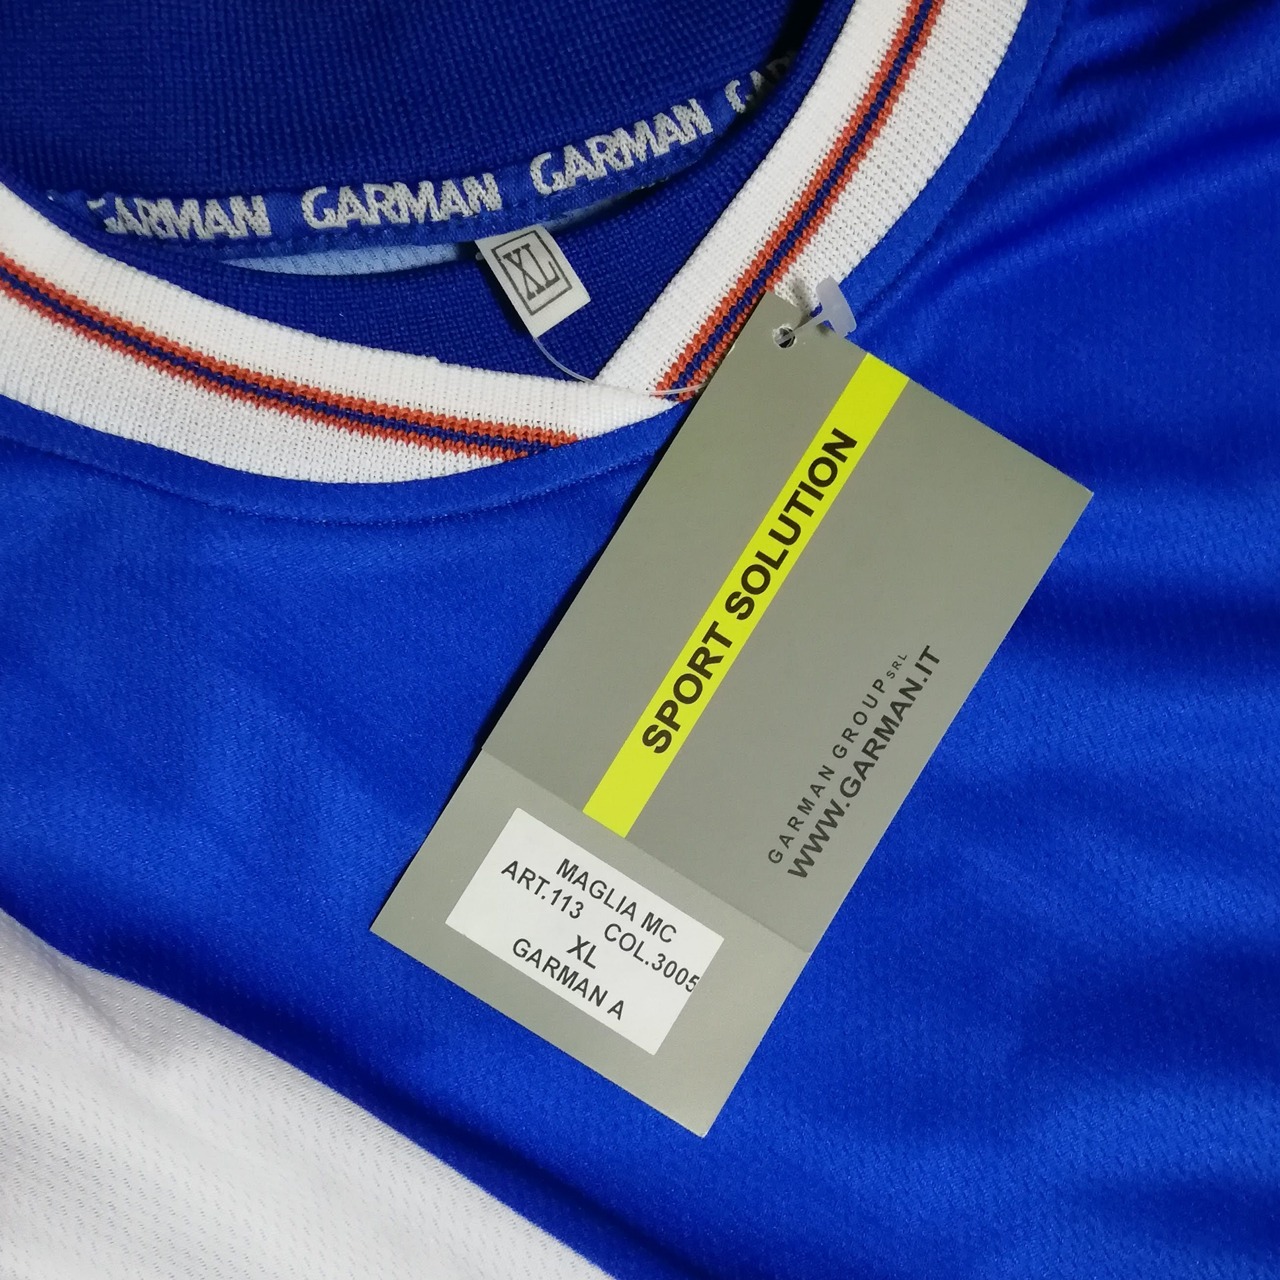 GARMAN GARMAN GARMAN
XL
SPORT SOLUTION
GARMAN GROUP SRL
WWW.GARMAN.IT
MAGLIA MC
ART.113 COL.3005
XL
GARMAN A